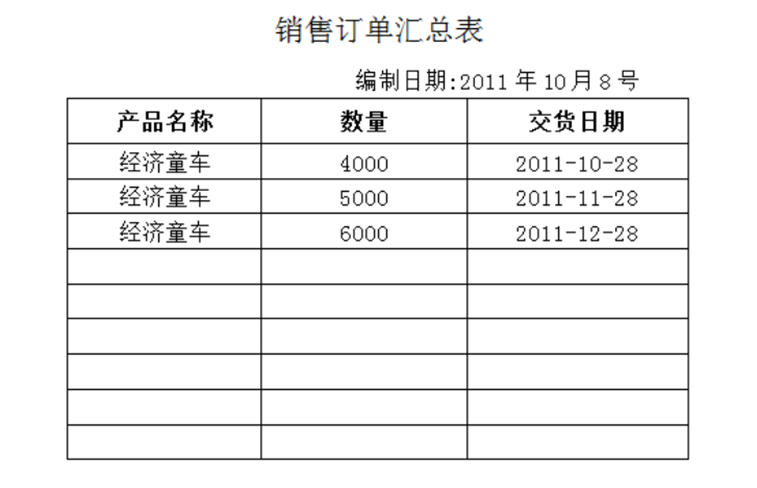 销售订单汇总表
编制日期:2011 年 10 月 8 号
产品名称 数量 交货日期
经济童车 4000 2011-10-28
经济童车 5000 2011-11-28
经济童车 6000 2011-12-28